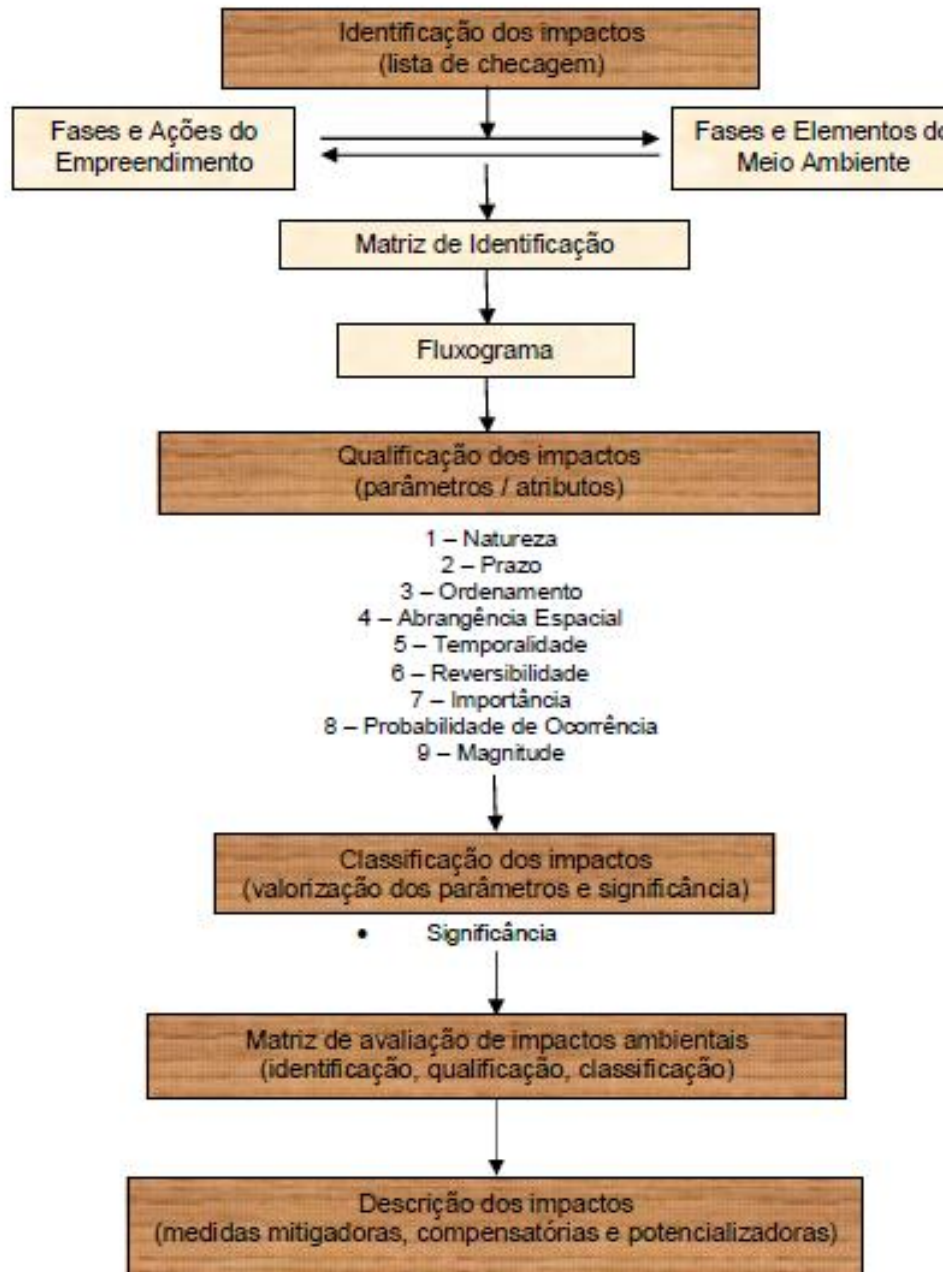 Identificação dos impactos
(lista de checagem)
Fases e Ações do
Empreendimento
Fases e Elementos do
Meio Ambiente
Matriz de Identificação
Fluxograma
Qualificação dos impactos
(parâmetros / atributos)
1 – Natureza
2 – Prazo
3 – Ordenamento
4 – Abrangência Espacial
5 – Temporalidade
6 – Reversibilidade
7 – Importância
8 – Probabilidade de Ocorrência
9 – Magnitude
Classificação dos impactos
(valorização dos parâmetros e significância)
• Significância
Matriz de avaliação de impactos ambientais
(identificação, qualificação, classificação)
Descrição dos impactos
(medidas mitigadoras, compensatórias e potencializadoras)